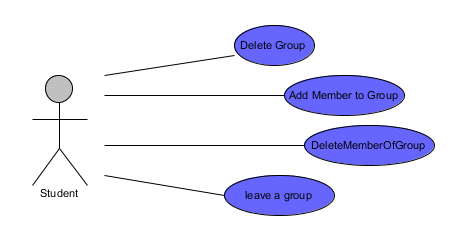 Delete Group
Add Member to Group
DeleteMemberOfGroup
leave a group
Student